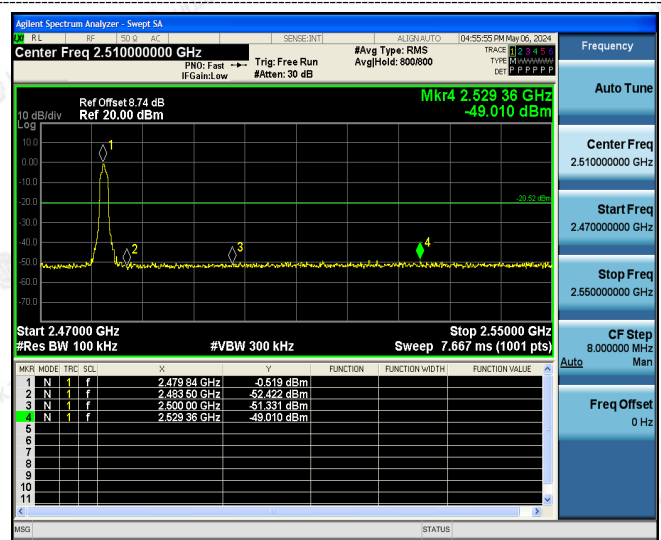 Agilent Spectrum Analyzer - Swept SA
LXI RL RF 50 Ω AC SENSE:INT ALIGN AUTO 04:55:55 PM May 06, 2024
Center Freq 2.510000000 GHz
PNO: Fast
IFGain:Low
Trig: Free Run
#Atten: 30 dB
#Avg Type: RMS
Avg|Hold: 800/800
TRACE 1 2 3 4 5 6
TYPE M W W W W W
DET P P P P P P
Frequency
Auto Tune
Center Freq
2.510000000 GHz
Start Freq
2.470000000 GHz
Stop Freq
2.550000000 GHz
CF Step
8.000000 MHz
Auto Man
Freq Offset
0 Hz
Mkr4 2.529 36 GHz
-49.010 dBm
Ref Offset 8.74 dB
10 dB/div Ref 20.00 dBm
Log
10.0
0.00
-10.0
-20.0
-30.0
-40.0
-50.0
-60.0
-70.0
1
2
3
4
-20.52 dBm
Start 2.47000 GHz Stop 2.55000 GHz
#Res BW 100 kHz #VBW 300 kHz Sweep 7.667 ms (1001 pts)
MKR MODE TRC SCL X Y FUNCTION FUNCTION WIDTH FUNCTION VALUE
1 N 1 f 2.479 84 GHz -0.519 dBm
2 N 1 f 2.483 50 GHz -52.422 dBm
3 N 1 f 2.500 00 GHz -51.331 dBm
4 N 1 f 2.529 36 GHz -49.010 dBm
5
6
7
8
9
10
11
MSG STATUS